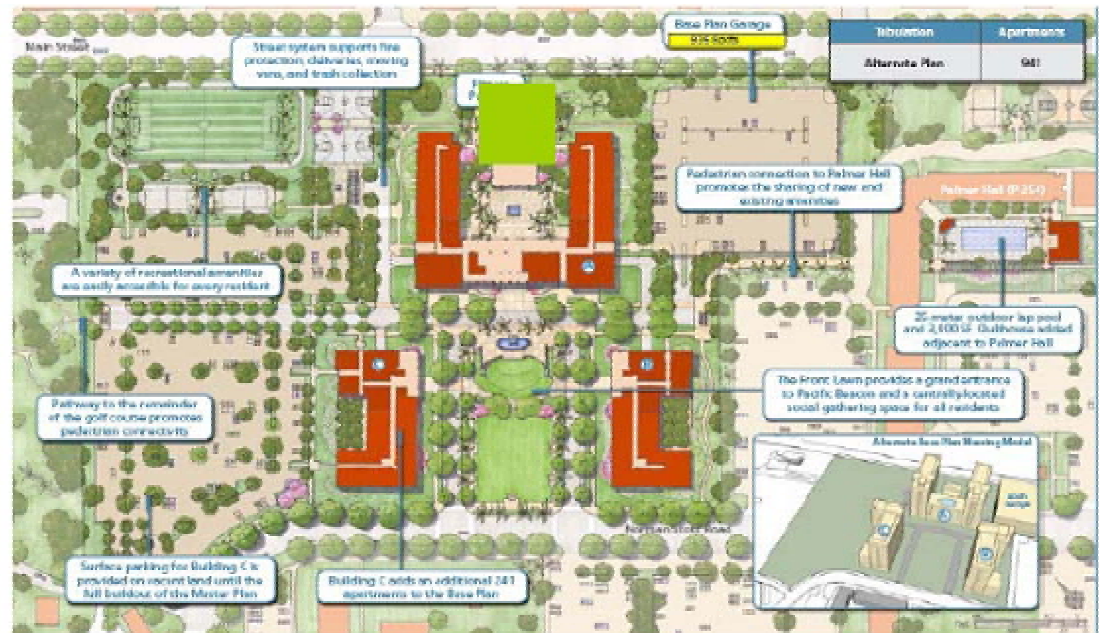 Main Street
Street system supports fire
protection, deliveries, moving
vans, and trash collection
Base Plan Garage
Spots
Tabulation Apartments
Alternate Plan 941
Pedestrian connection to Palmer Hall
promotes the sharing of new and
existing amenities
Palmer Hall (P-254)
A variety of recreational amenities
are easily accessible for every resident
25 meter outdoor lap pool
and SF added
adjacent to Palmer Hall
The Front Lawn provides a grand entrance
to Pacific Beacon and a centrally located
social gathering space for all residents
Pathway to the remainder
of the golf course promotes
pedestrian connectivity
Alternate Base Plan Massing Model
Surface parking for Building C is
provided on vacant land until the
full buildout of the Master Plan
Building C adds an additional 241
apartments to the Base Plan
Road